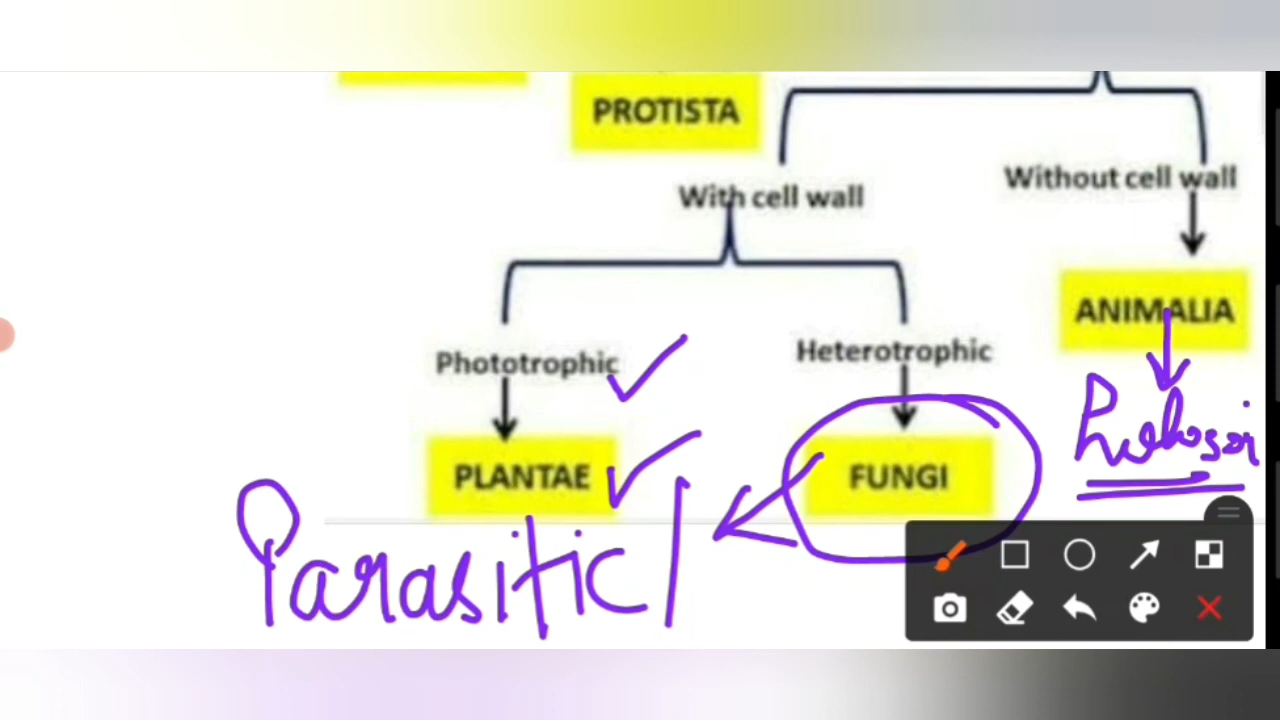 PROTISTA
With cell wall
Without cell wall
ANIMALIA
Phototrophic
Heterotrophic
PLANTAE
FUNGI
Parasitic/